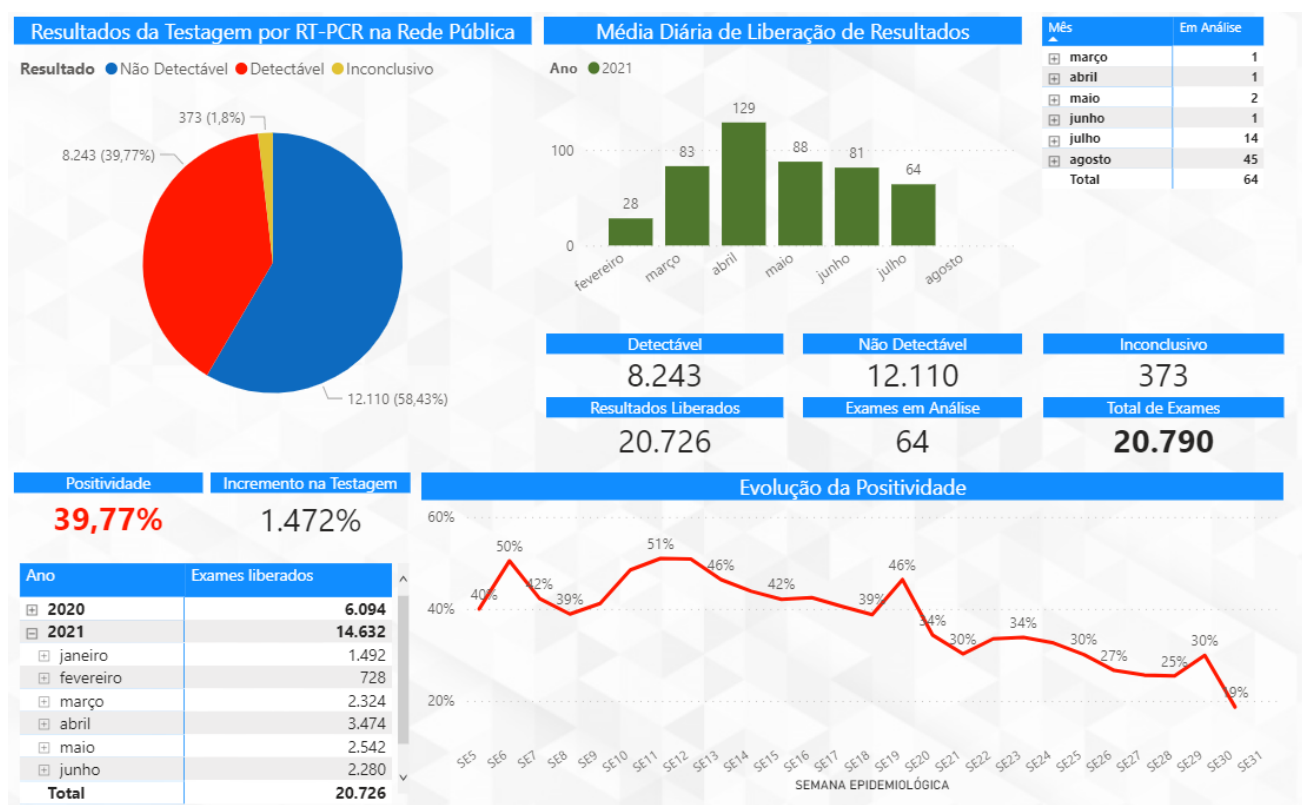 Resultados da Testagem por RT-PCR na Rede Pública
Resultado Não Detectável Detectável Inconclusivo
373 (1,8%)
8.243 (39,77%)
12.110 (58,43%)
Média Diária de Liberação de Resultados
Ano 2021
129
100
83
88
81
64
28
0
fevereiro março abril maio junho julho agosto
Mês Em Análise
março 1
abril 1
maio 2
junho 1
julho 14
agosto 45
Total 64
Detectável Não Detectável Inconclusivo
8.243 12.110 373
Resultados Liberados Exames em Análise Total de Exames
20.726 64 20.790
Positividade Incremento na Testagem
39,77% 1.472%
Ano Exames liberados
2020 6.094
2021 14.632
janeiro 1.492
fevereiro 728
março 2.324
abril 3.474
maio 2.542
junho 2.280
Total 20.726
Evolução da Positividade
60%
40%
20%
40% 50% 42% 39% 51% 46% 42% 39% 46% 34% 30% 34% 30% 27% 25% 30% 19%
SE5 SE6 SE7 SE8 SE9 SE10 SE11 SE12 SE13 SE14 SE15 SE16 SE17 SE18 SE19 SE20 SE21 SE22 SE23 SE24 SE25 SE26 SE27 SE28 SE29 SE30 SE31
SEMANA EPIDEMIOLÓGICA